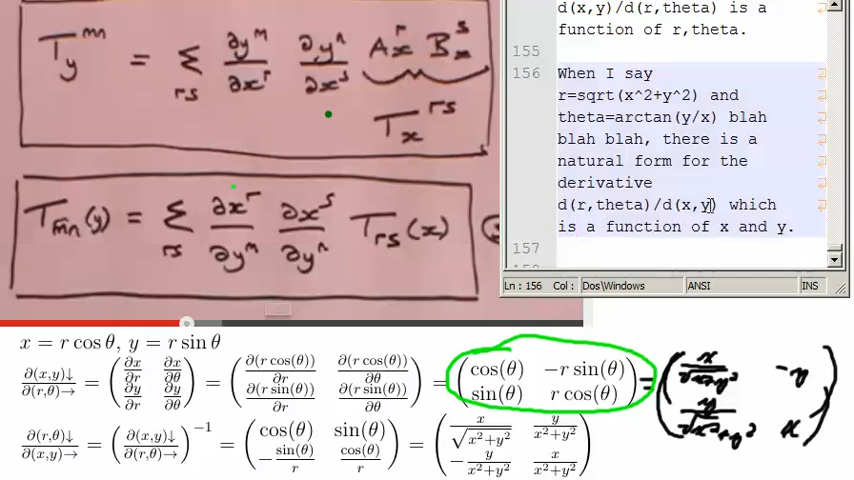 T_y^{mn} = Σ_{rs} ∂y^m/∂x^r ∂y^n/∂x^s A_x^r B_x^s
T_x^{rs}
T_{mn}(y) = Σ_{rs} ∂x^r/∂y^m ∂x^s/∂y^n T_{rs}(x)
d(x,y)/d(r,theta) is a
function of r,theta.
155
156 When I say
r=sqrt(x^2+y^2) and
theta=arctan(y/x) blah
blah blah, there is a
natural form for the
derivative
d(r,theta)/d(x,y) which
is a function of x and y.
157
Ln : 156 Col : Dos\Windows ANSI INS
x = r cos θ, y = r sin θ
∂(x,y)↓/∂(r,θ)→ = (∂x/∂r ∂x/∂θ; ∂y/∂r ∂y/∂θ) = (∂(r cos(θ))/∂r ∂(r cos(θ))/∂θ; ∂(r sin(θ))/∂r ∂(r sin(θ))/∂θ) = (cos(θ) −r sin(θ); sin(θ) r cos(θ)) = (x/√(x²+y²) −y; y/√(x²+y²) x)
∂(r,θ)↓/∂(x,y)→ = (∂(x,y)↓/∂(r,θ)→)^{−1} = (cos(θ) sin(θ); −sin(θ)/r cos(θ)/r) = (x/√(x²+y²) y/x²+y²; −y/x²+y² x/x²+y²)